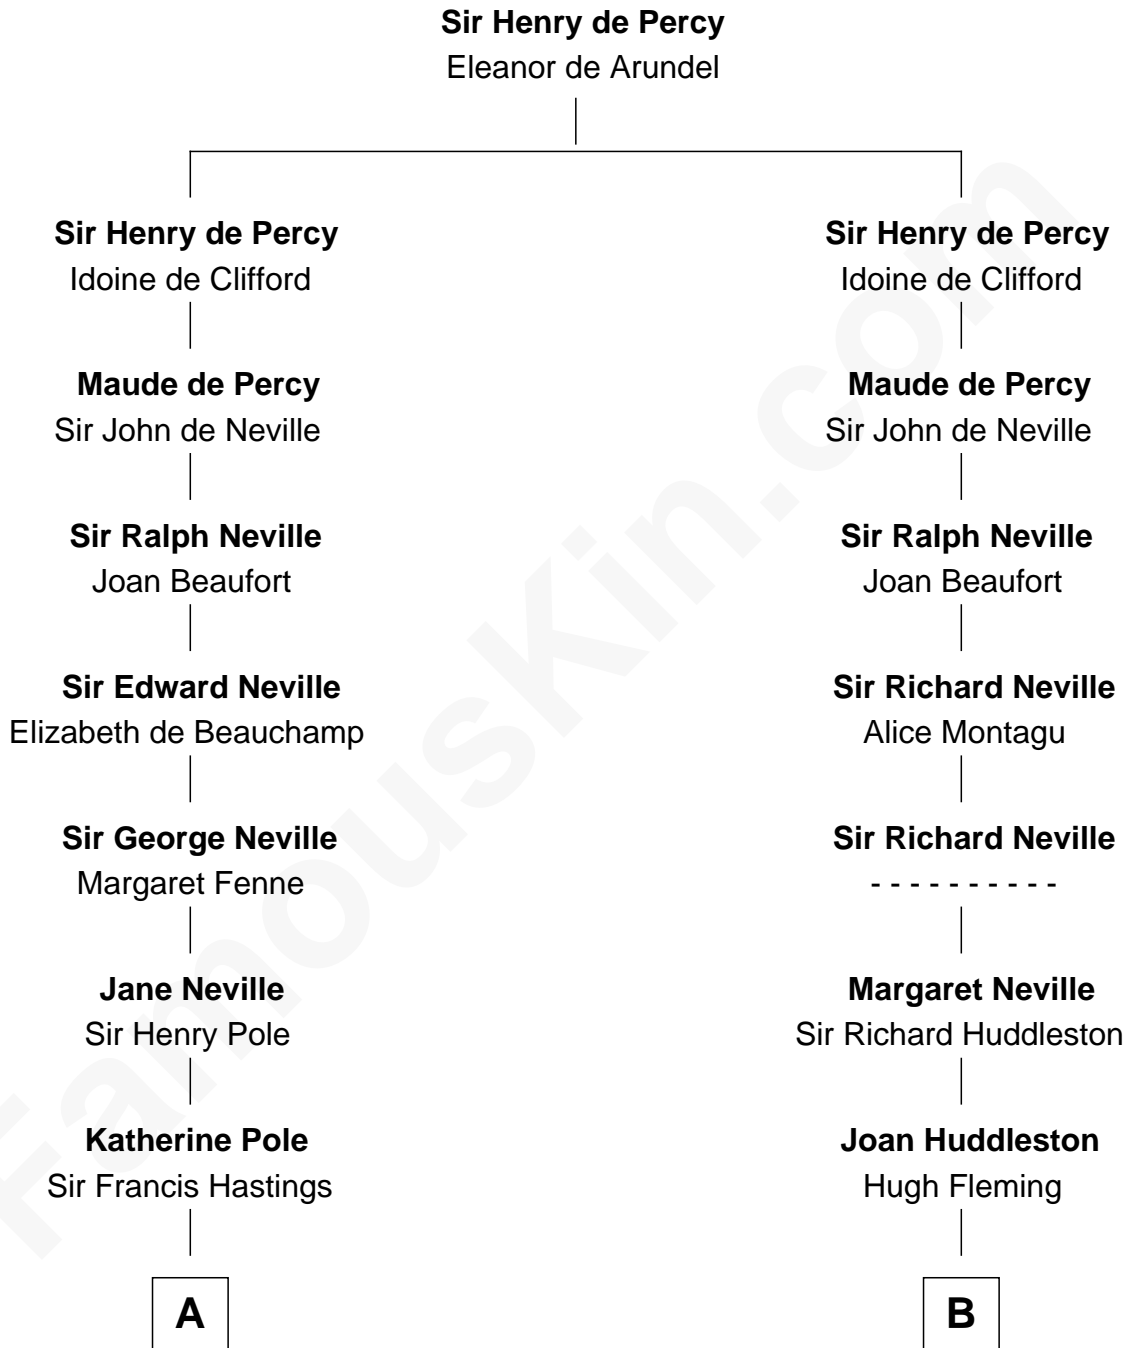 Sir Henry de Percy
Eleanor de Arundel
Sir Henry de Percy
Idoine de Clifford
Maude de Percy
Sir John de Neville
Sir Ralph Neville
Joan Beaufort
Sir Edward Neville
Elizabeth de Beauchamp
Sir George Neville
Margaret Fenne
Jane Neville
Sir Henry Pole
Katherine Pole
Sir Francis Hastings
A
Sir Henry de Percy
Idoine de Clifford
Maude de Percy
Sir John de Neville
Sir Ralph Neville
Joan Beaufort
Sir Richard Neville
Alice Montagu
Sir Richard Neville
- - - - - - - - - -
Margaret Neville
Sir Richard Huddleston
Joan Huddleston
Hugh Fleming
B
FamousKin.com